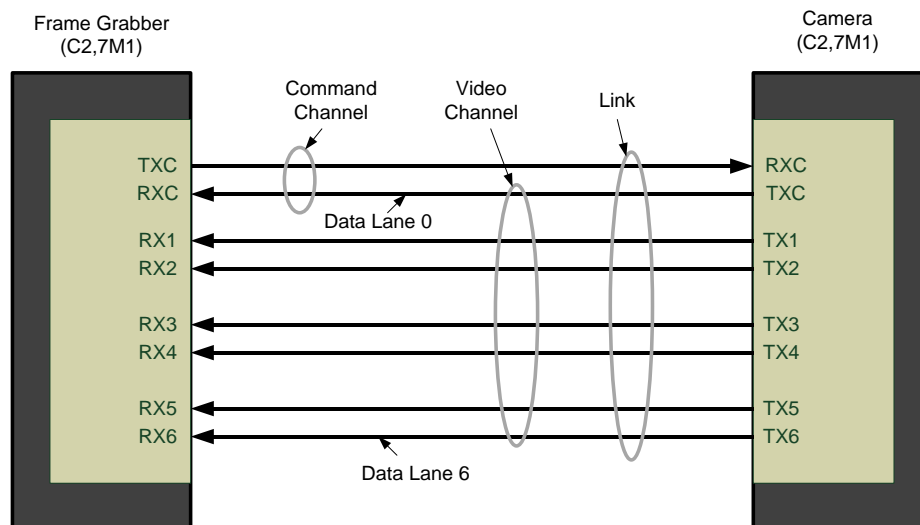 Frame Grabber
(C2,7M1)
Camera
(C2,7M1)
Command
Channel
Video
Channel
Link
TXC
RXC
RXC
Data Lane 0
TXC
RX1
TX1
RX2
TX2
RX3
TX3
RX4
TX4
RX5
TX5
RX6
TX6
Data Lane 6